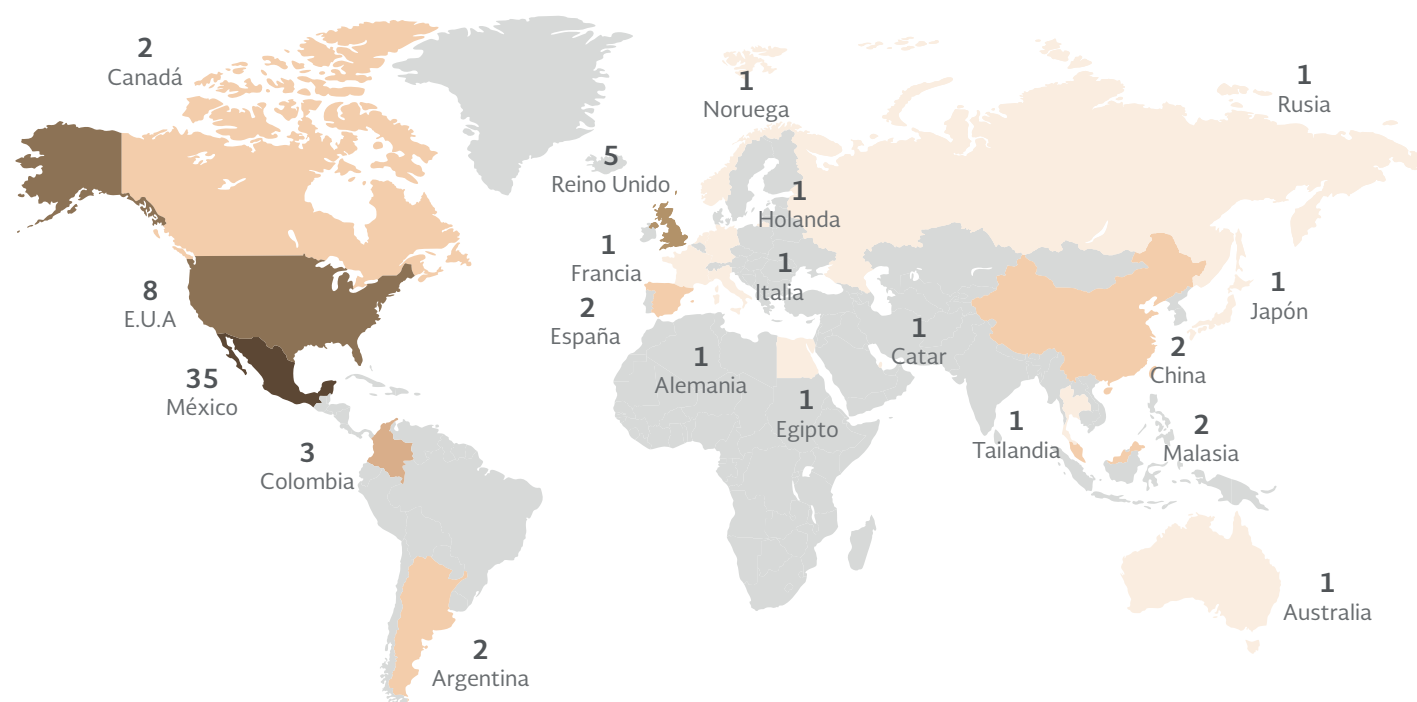 2
Canadá
1
Noruega
1
Rusia
5
Reino Unido
1
Holanda
1
Francia
1
Italia
8
E.U.A
2
España
1
Japón
1
Catar
2
China
35
México
1
Alemania
1
Egipto
1
Tailandia
2
Malasia
3
Colombia
1
Australia
2
Argentina